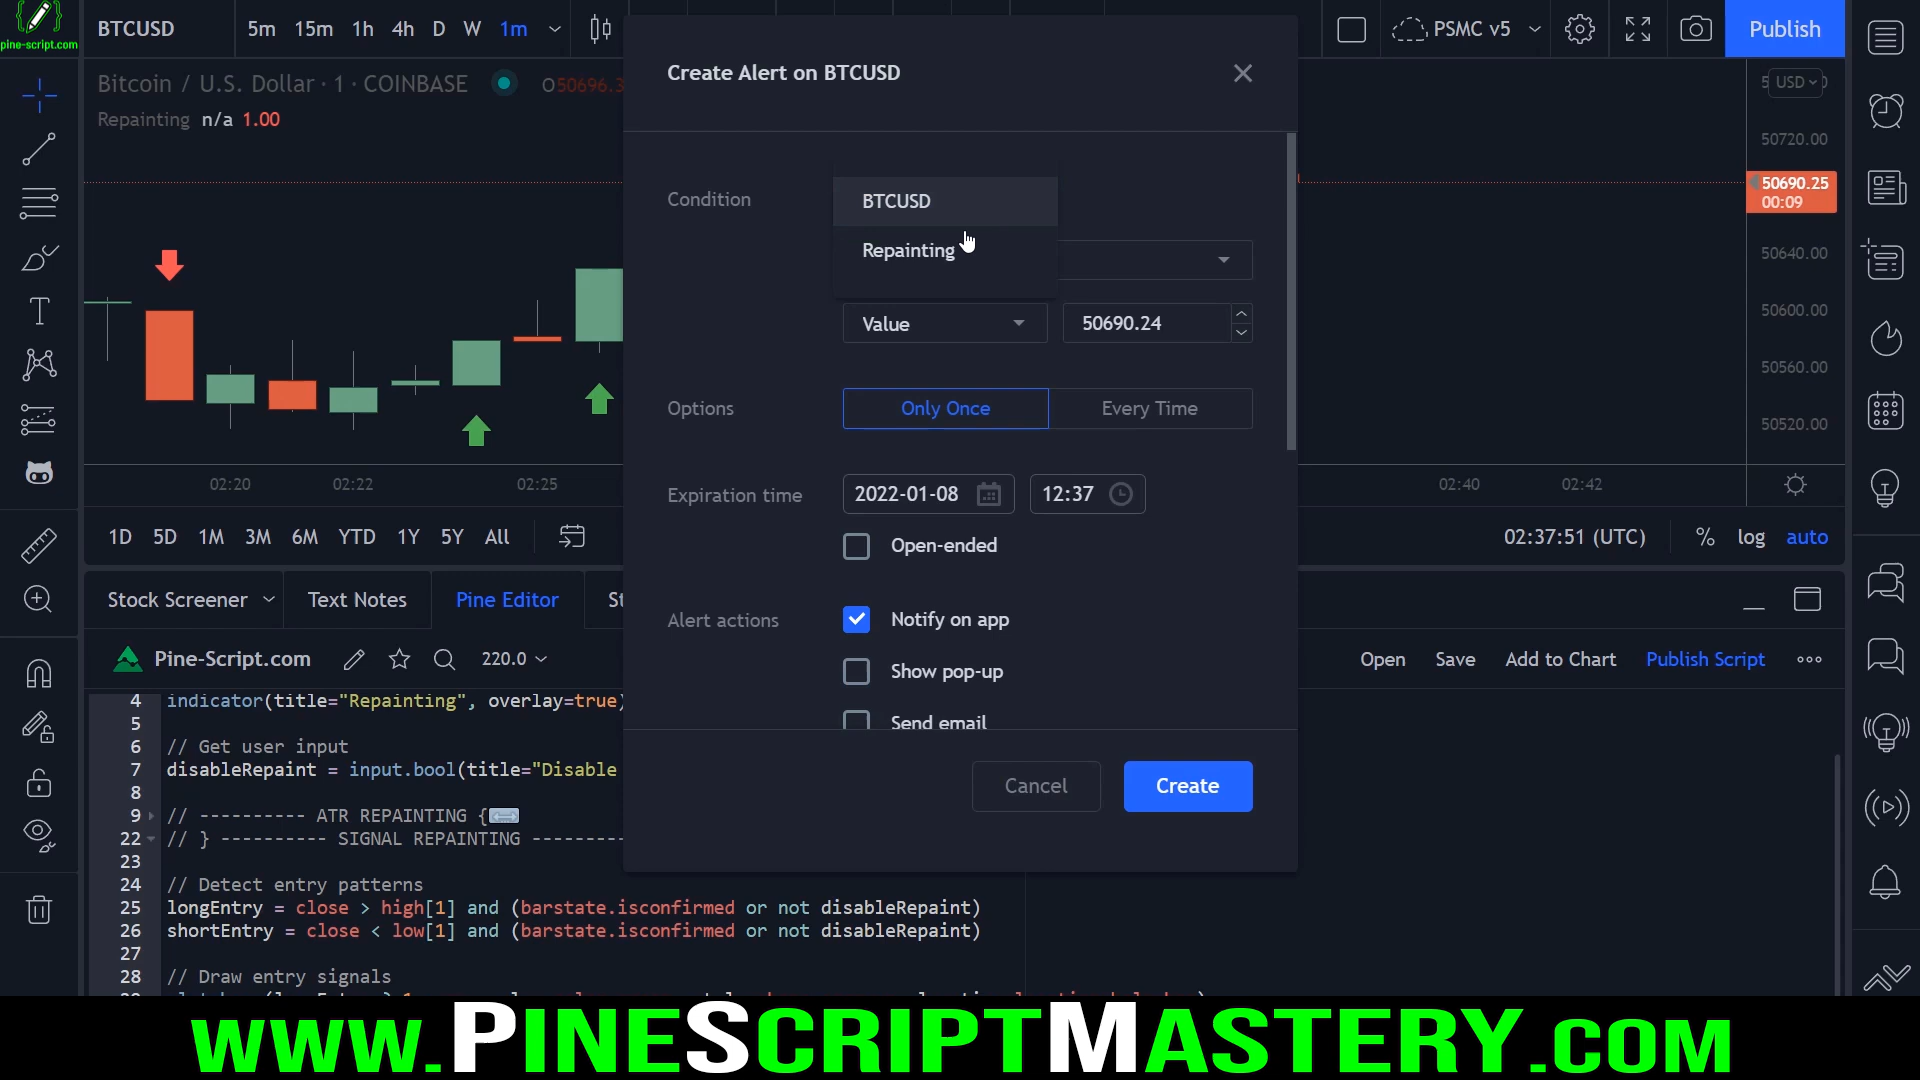 pine-script.com
BTCUSD
5m 15m 1h 4h D W 1m
PSMC v5
Publish
Bitcoin / U.S. Dollar · 1 · COINBASE
O50696.3
Repainting n/a 1.00
USD
50720.00
50690.25
00:09
50640.00
50600.00
50560.00
50520.00
02:20 02:22 02:25 02:40 02:42
1D 5D 1M 3M 6M YTD 1Y 5Y All
02:37:51 (UTC) % log auto
Create Alert on BTCUSD
Condition
BTCUSD
Repainting
Value 50690.24
Options Only Once Every Time
Expiration time 2022-01-08 12:37
Open-ended
Alert actions Notify on app
Show pop-up
Send email
Cancel Create
Stock Screener Text Notes Pine Editor St
Pine-Script.com 220.0
Open Save Add to Chart Publish Script
4 indicator(title="Repainting", overlay=true)
5
6 // Get user input
7 disableRepaint = input.bool(title="Disable
8
9 // ---------- ATR REPAINTING {
22 // } ---------- SIGNAL REPAINTING ---------
23
24 // Detect entry patterns
25 longEntry = close > high[1] and (barstate.isconfirmed or not disableRepaint)
26 shortEntry = close < low[1] and (barstate.isconfirmed or not disableRepaint)
27
28 // Draw entry signals
www.PineScriptMastery.com